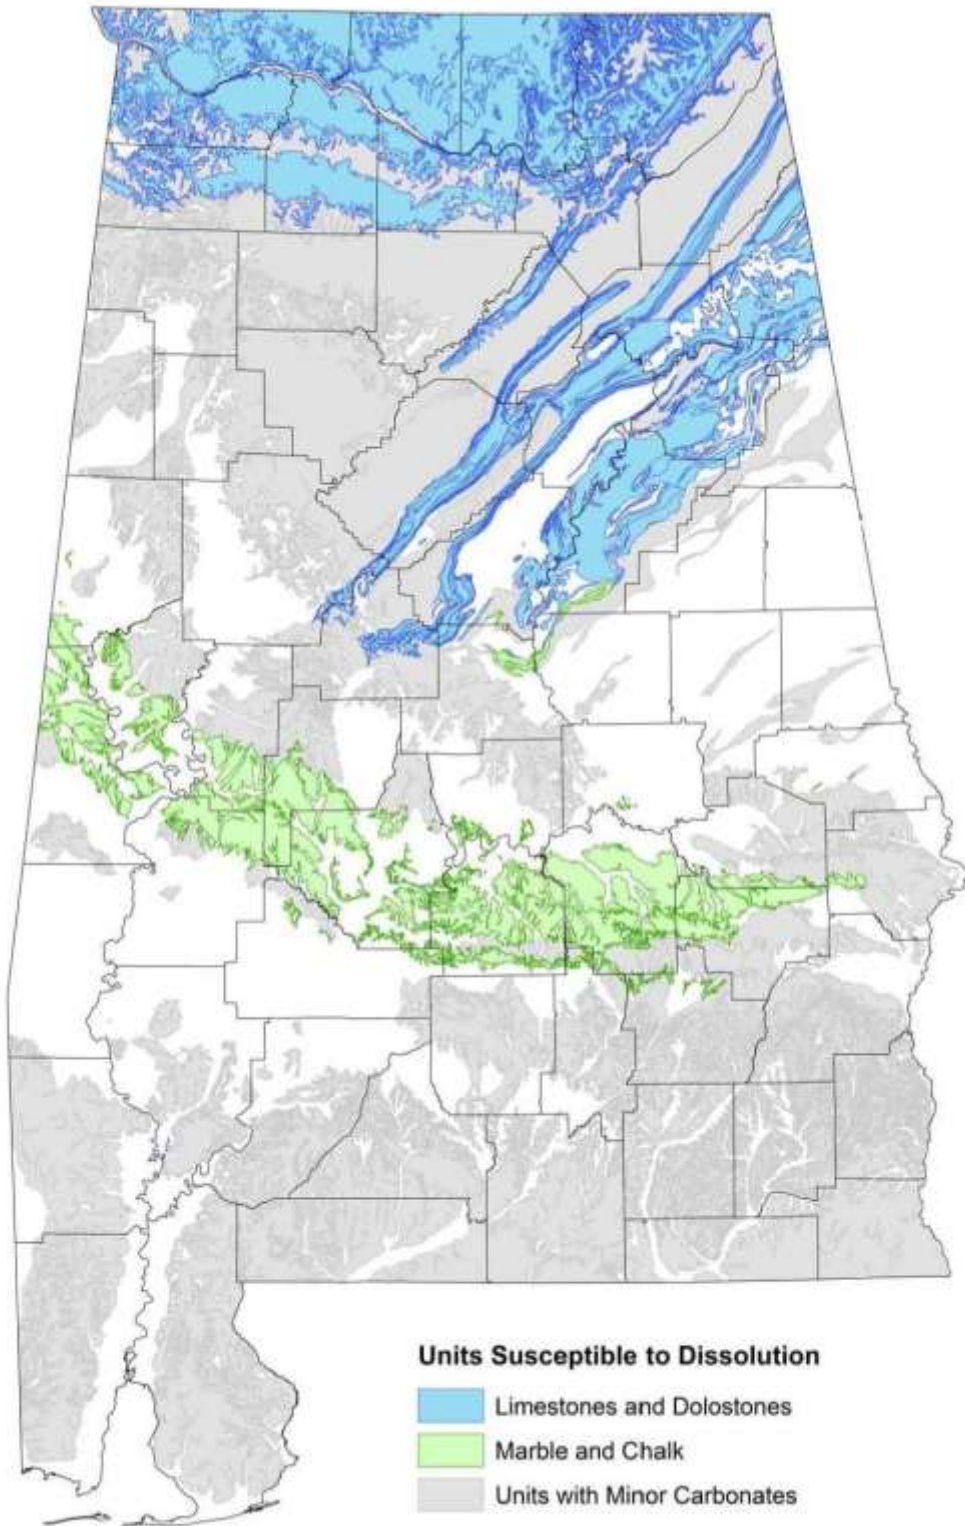 Units Susceptible to Dissolution
Limestones and Dolostones
Marble and Chalk
Units with Minor Carbonates